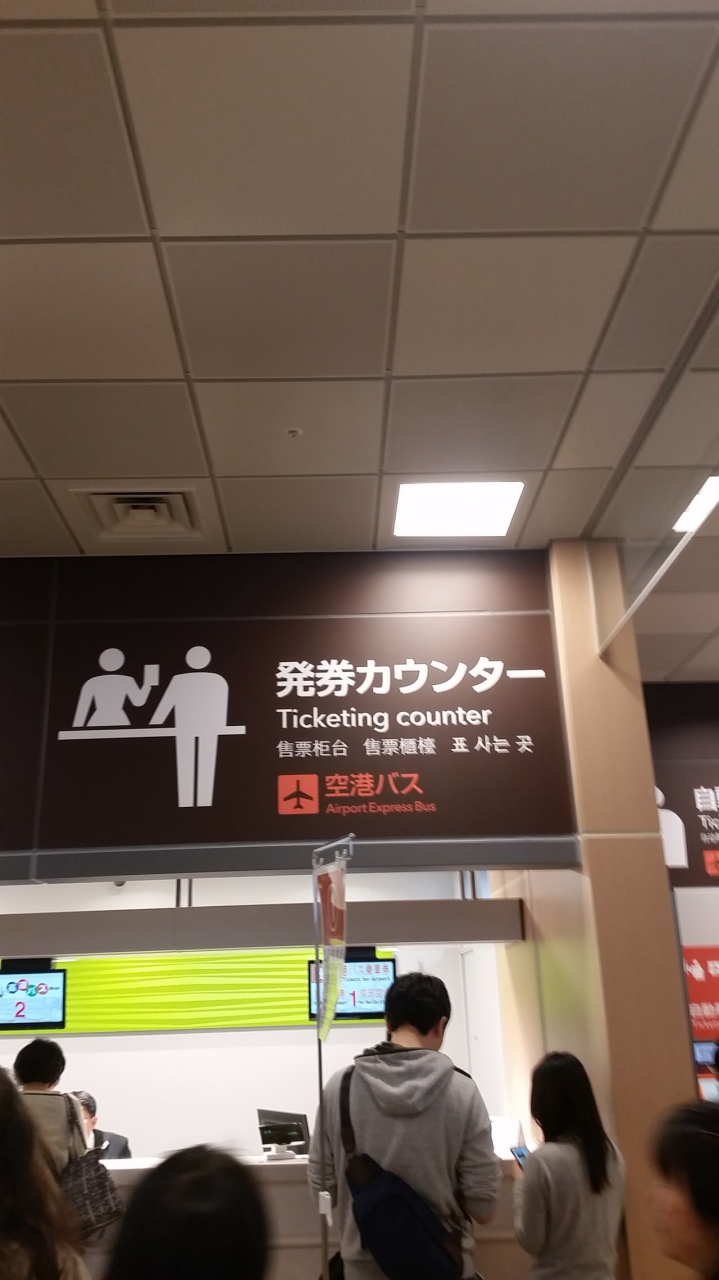 発券カウンター
Ticketing counter
售票柜台 售票櫃檯 표 사는 곳
空港バス
Airport Express Bus
2
1